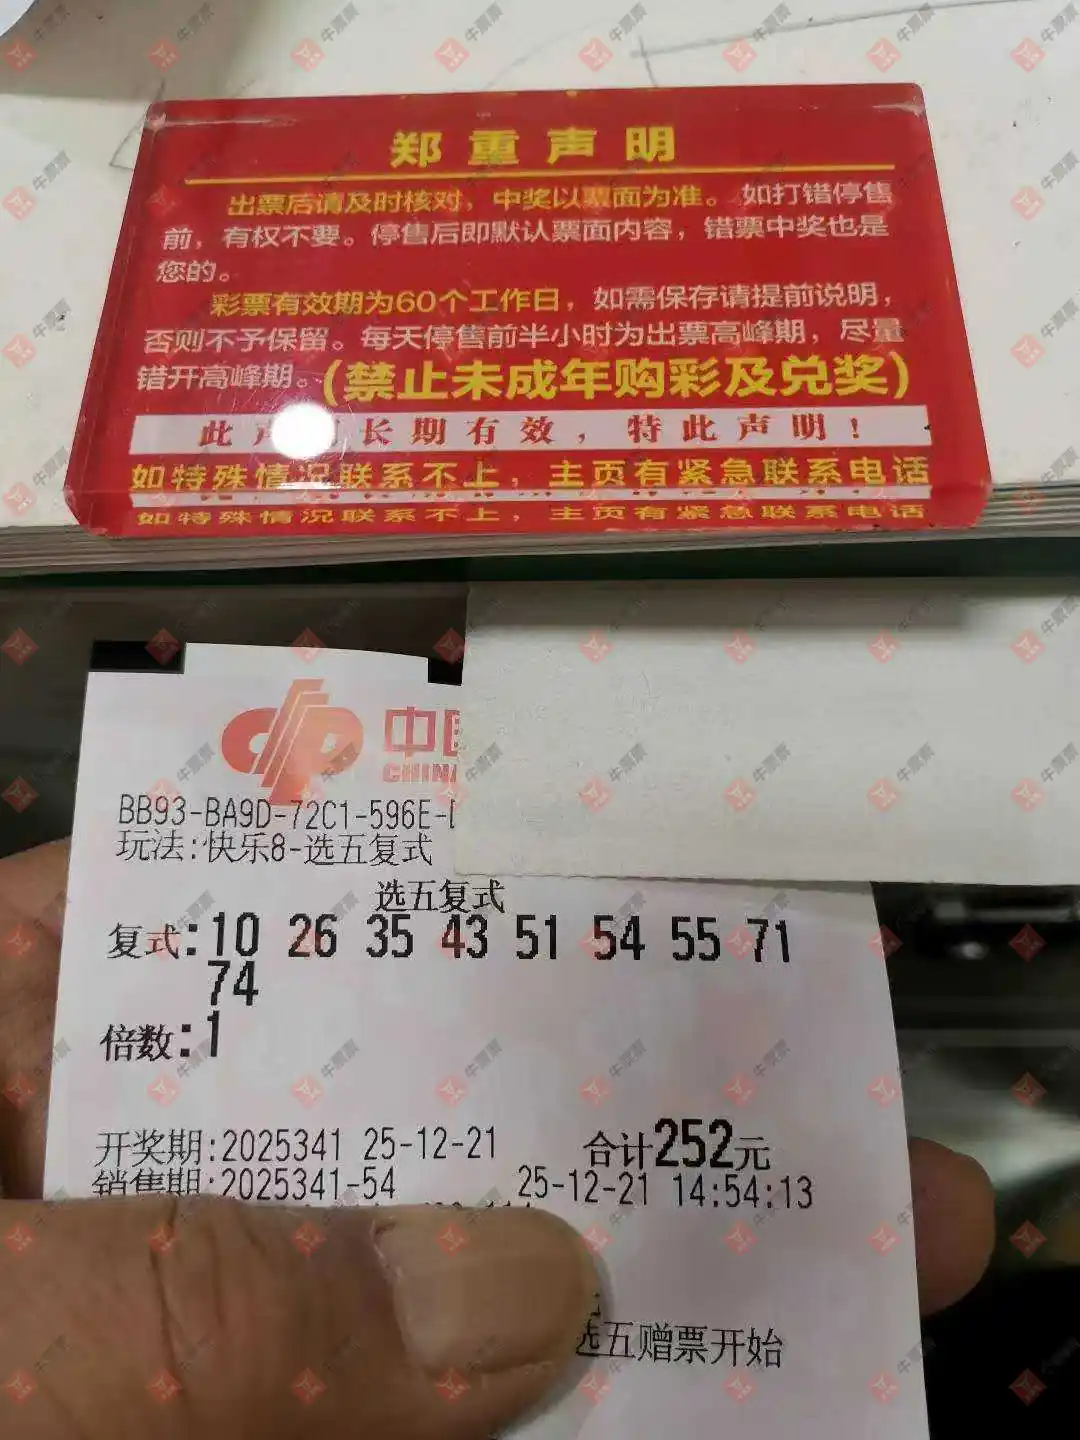 郑重声明
出票后请及时核对，中奖以票面为准。如打错停售
前，有权不要。停售后即默认票面内容，错票中奖也是
您的。
彩票有效期为60个工作日，如需保存请提前说明，
否则不予保留。每天停售前半小时为出票高峰期，尽量
错开高峰期。(禁止未成年购彩及兑奖)
此声 长期有效，特此声明！
如特殊情况联系不上，主页有紧急联系电话
如特殊情况联系不上，主页有紧急联系电话
中
CHINA
BB93-BA9D-72C1-596E-
玩法:快乐8-选五复式
选五复式
复式:10 26 35 43 51 54 55 71
74
倍数:1
开奖期:2025341 25-12-21 合计252元
销售期:2025341-54 25-12-21 14:54:13
选五赠票开始
牛票票